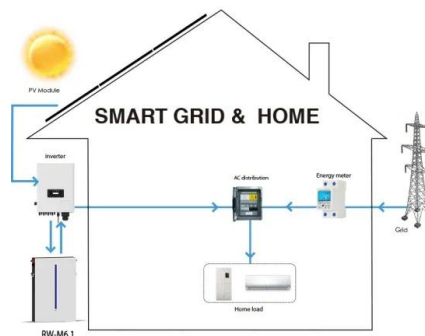 PV Module
SMART GRID & HOME
Inverter
AC distribution
Energy meter
Grid
Home load
RW-M6.1